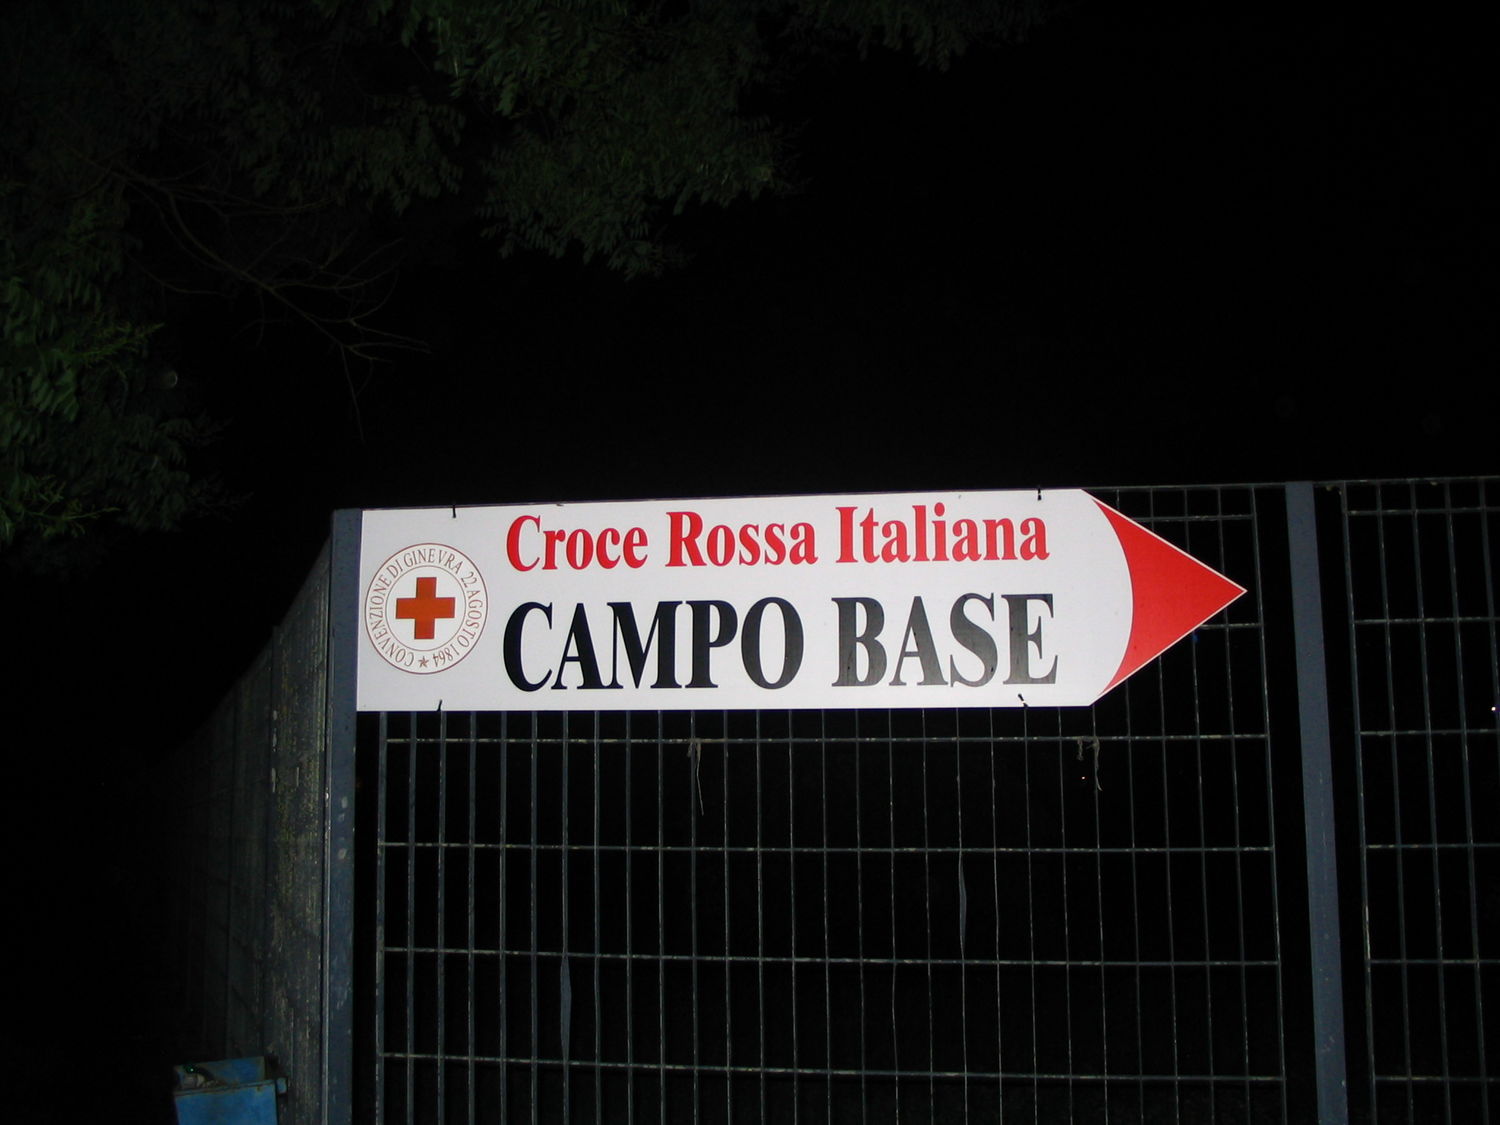 Croce Rossa Italiana
CAMPO BASE
CONVENZIONE DI GINEVRA 22 AGOSTO 1864